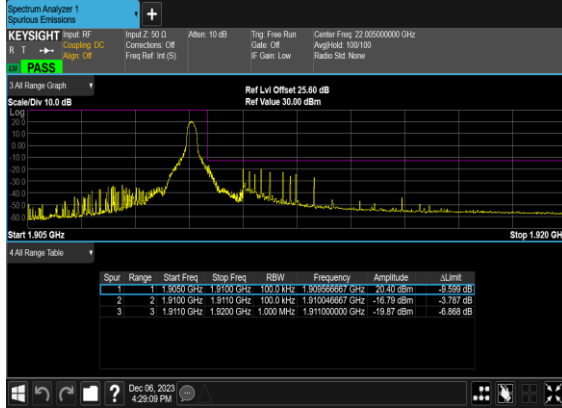 Spectrum Analyzer 1
Spurious Emissions
+
KEYSIGHT Input: RF Input Z: 50 Ω Atten: 10 dB Trig: Free Run Center Freq: 22.005000000 GHz
R T Coupling: DC Corrections: Off Gate: Off Avg|Hold: 100/100
Align: Off Freq Ref: Int (S) IF Gain: Low Radio Std: None
PASS
3 All Range Graph
Ref Lvl Offset 25.60 dB
Scale/Div 10.0 dB Ref Value 30.00 dBm
Log
20.0
10.0
0.00
-10.0
-20.0
-30.0
-40.0
-50.0
-60.0
Start 1.905 GHz Stop 1.920 GH
4 All Range Table
Spur Range Start Freq Stop Freq RBW Frequency Amplitude ΔLimit
1 1 1.9050 GHz 1.9100 GHz 100.0 kHz 1.909566667 GHz 20.40 dBm -9.599 dB
2 2 1.9100 GHz 1.9110 GHz 100.0 kHz 1.910046667 GHz -16.79 dBm -3.787 dB
3 3 1.9110 GHz 1.9200 GHz 1.000 MHz 1.911000000 GHz -19.87 dBm -6.868 dB
? Dec 06, 2023
4:29:09 PM